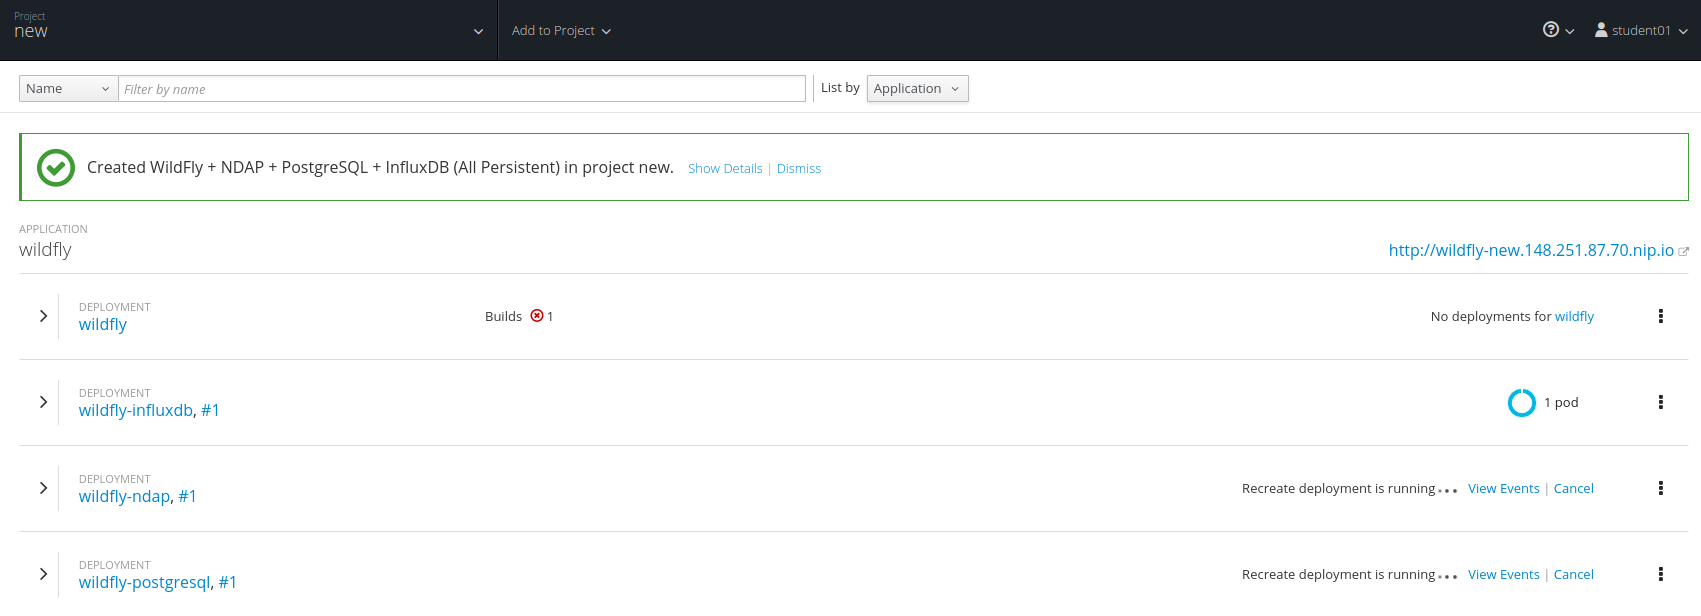 Project
new
Add to Project
student01
Name
Filter by name
List by
Application
Created WildFly + NDAP + PostgreSQL + InfluxDB (All Persistent) in project new. Show Details | Dismiss
APPLICATION
wildfly
http://wildfly-new.148.251.87.70.nip.io
DEPLOYMENT
wildfly
Builds 1
No deployments for wildfly
DEPLOYMENT
wildfly-influxdb, #1
1 pod
DEPLOYMENT
wildfly-ndap, #1
Recreate deployment is running... View Events | Cancel
DEPLOYMENT
wildfly-postgresql, #1
Recreate deployment is running... View Events | Cancel